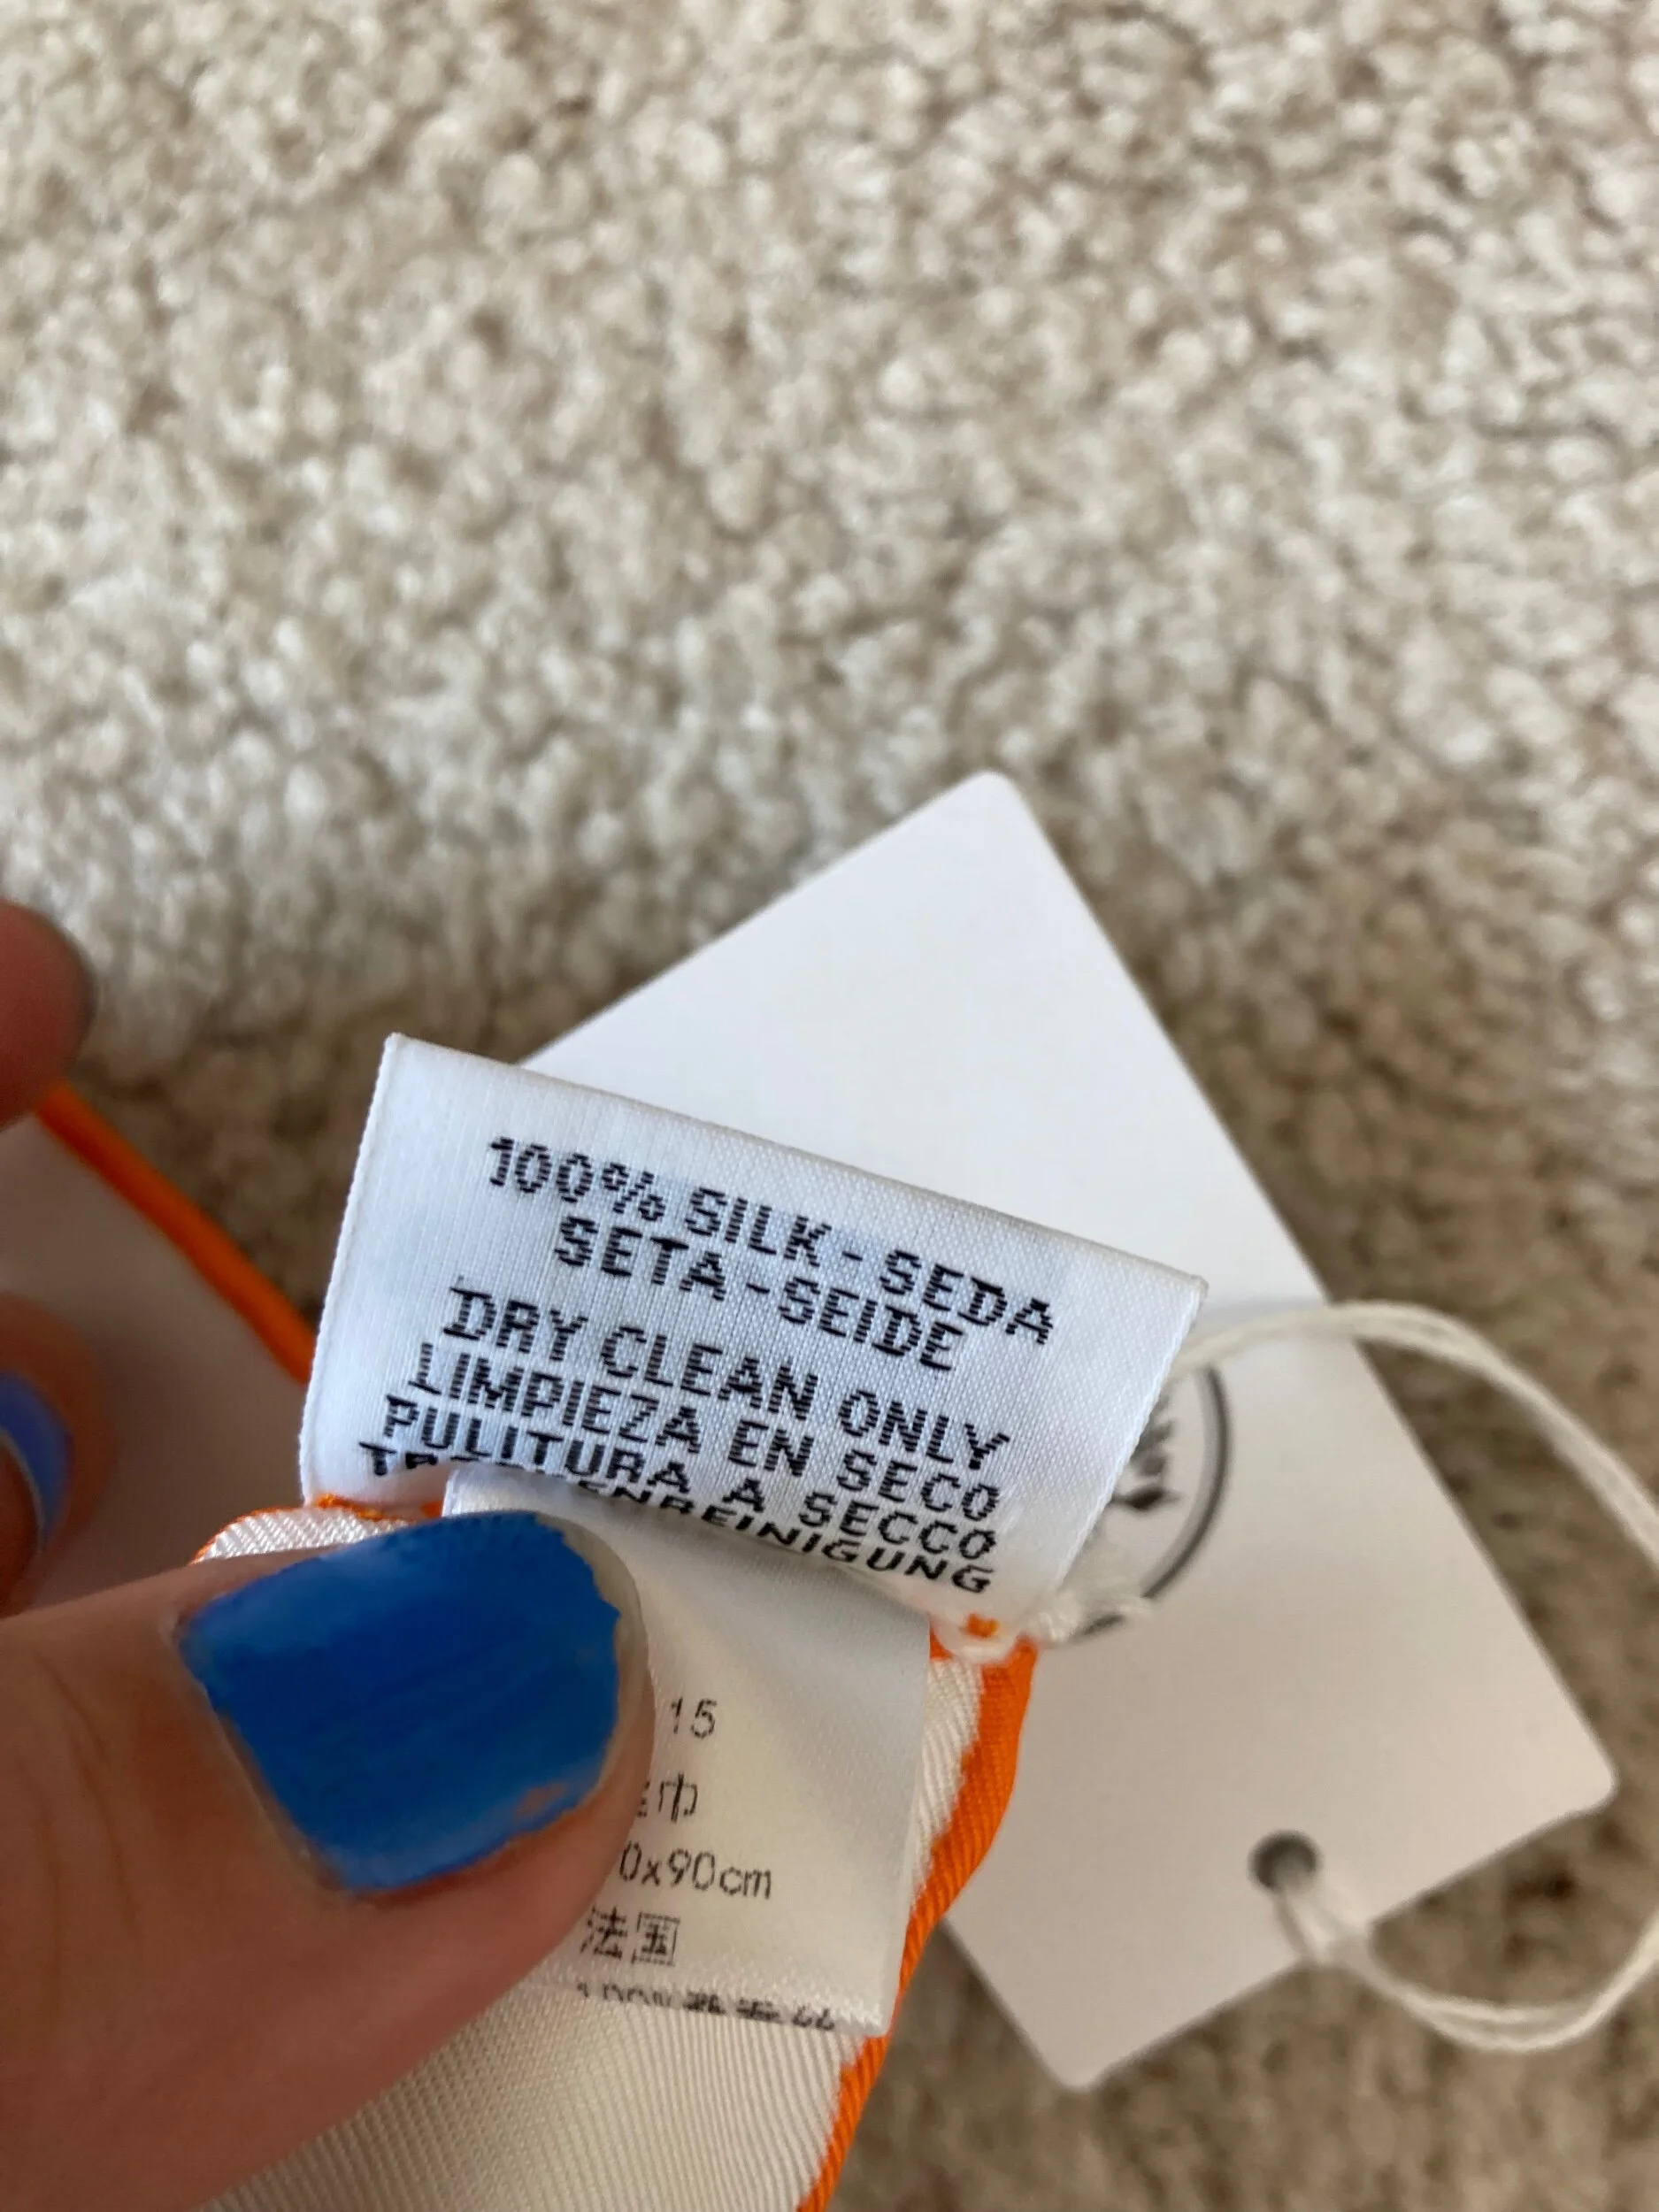 100% SILK - SEDA
SETA - SEIDE
DRY CLEAN ONLY
LIMPIEZA EN SECO
PULITURA A SECCO
15
巾
0x90cm
法国